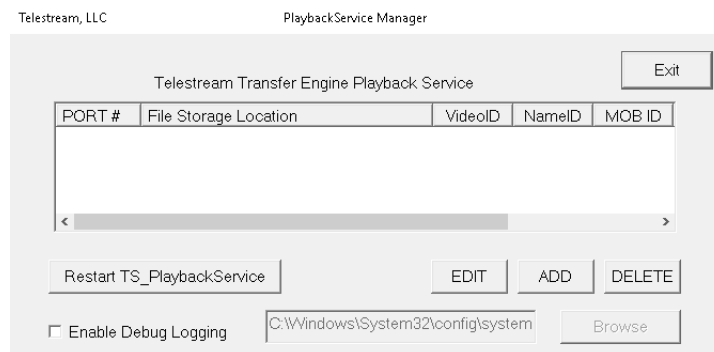 Telestream, LLC PlaybackService Manager
Exit
Telestream Transfer Engine Playback Service
PORT # File Storage Location VideoID NameID MOB ID
Restart TS_PlaybackService EDIT ADD DELETE
Enable Debug Logging C:\Windows\System32\config\system Browse